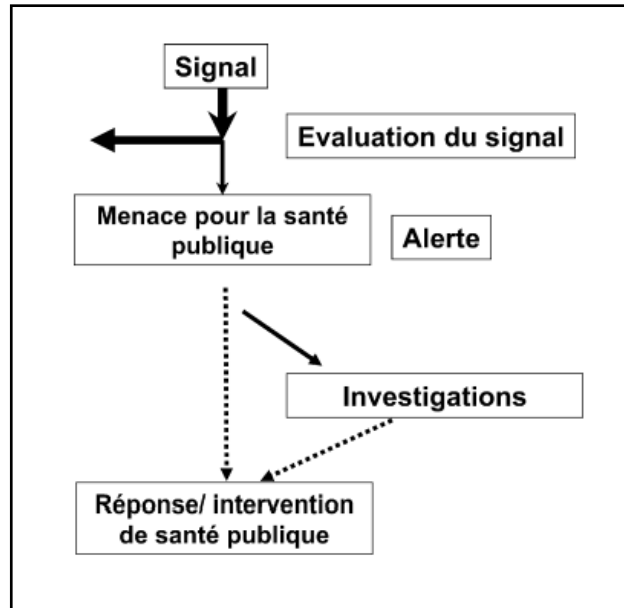 Signal
Evaluation du signal
Menace pour la santé
publique
Alerte
Investigations
Réponse/ intervention
de santé publique